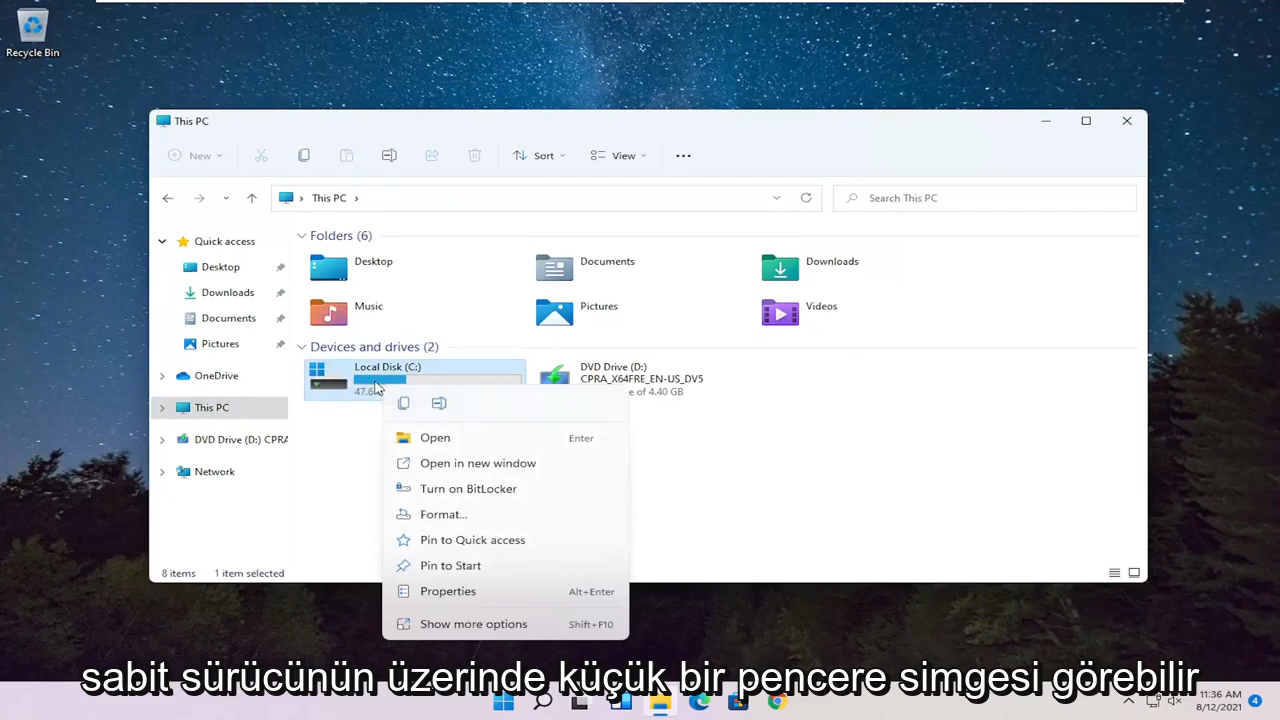 Recycle Bin
This PC
New
Sort
View
This PC
Search This PC
Quick access
Desktop
Downloads
Documents
Pictures
OneDrive
This PC
DVD Drive (D:) CPRA
Network
Folders (6)
Desktop
Documents
Downloads
Music
Pictures
Videos
Devices and drives (2)
Local Disk (C:)
DVD Drive (D:)
CPRA_X64FRE_EN-US_DV5
e of 4.40 GB
Open Enter
Open in new window
Turn on BitLocker
Format...
Pin to Quick access
Pin to Start
Properties Alt+Enter
Show more options Shift+F10
8 items 1 item selected
sabit sürücünün üzerinde küçük bir pencere simgesi görebilir
11:36 AM
8/12/2021
4